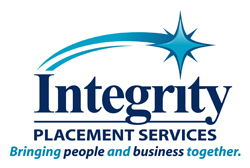 Integrity
PLACEMENT SERVICES
Bringing people and business together.